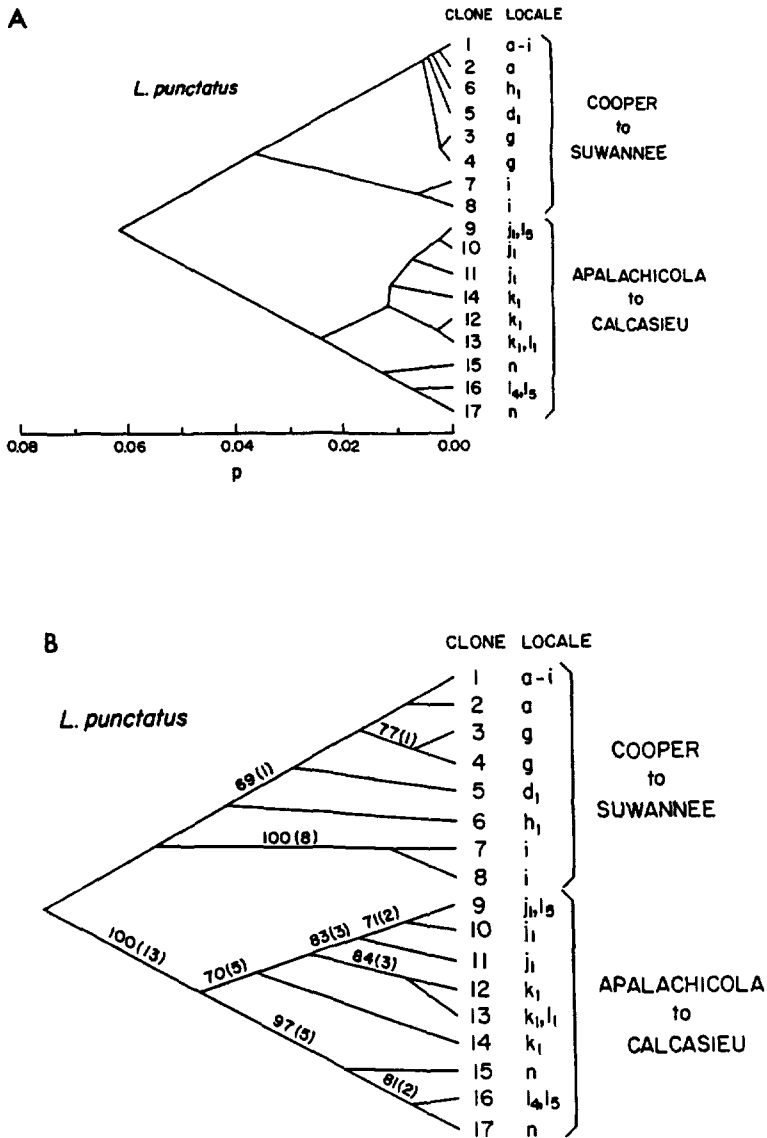 A
CLONE LOCALE
L. punctatus
1 a-i
2 a
6 h₁
5 d₁
3 g
4 g
7 i
8 i
COOPER
to
SUWANNEE
9 j₁,l₅
10 j₁
11 j₁
14 k₁
12 k₁
13 k₁,l₁
15 n
16 l₄,l₅
17 n
APALACHICOLA
to
CALCASIEU
0.08 0.06 0.04 0.02 0.00
p
B
CLONE LOCALE
L. punctatus
1 a-i
2 a
3 g
4 g
5 d₁
6 h₁
7 i
8 i
77(1)
69(1)
100(8)
COOPER
to
SUWANNEE
9 j₁,l₅
10 j₁
11 j₁
12 k₁
13 k₁,l₁
14 k₁
15 n
16 l₄,l₅
17 n
100(13)
70(5)
83(3)
71(2)
84(3)
97(5)
81(2)
APALACHICOLA
to
CALCASIEU